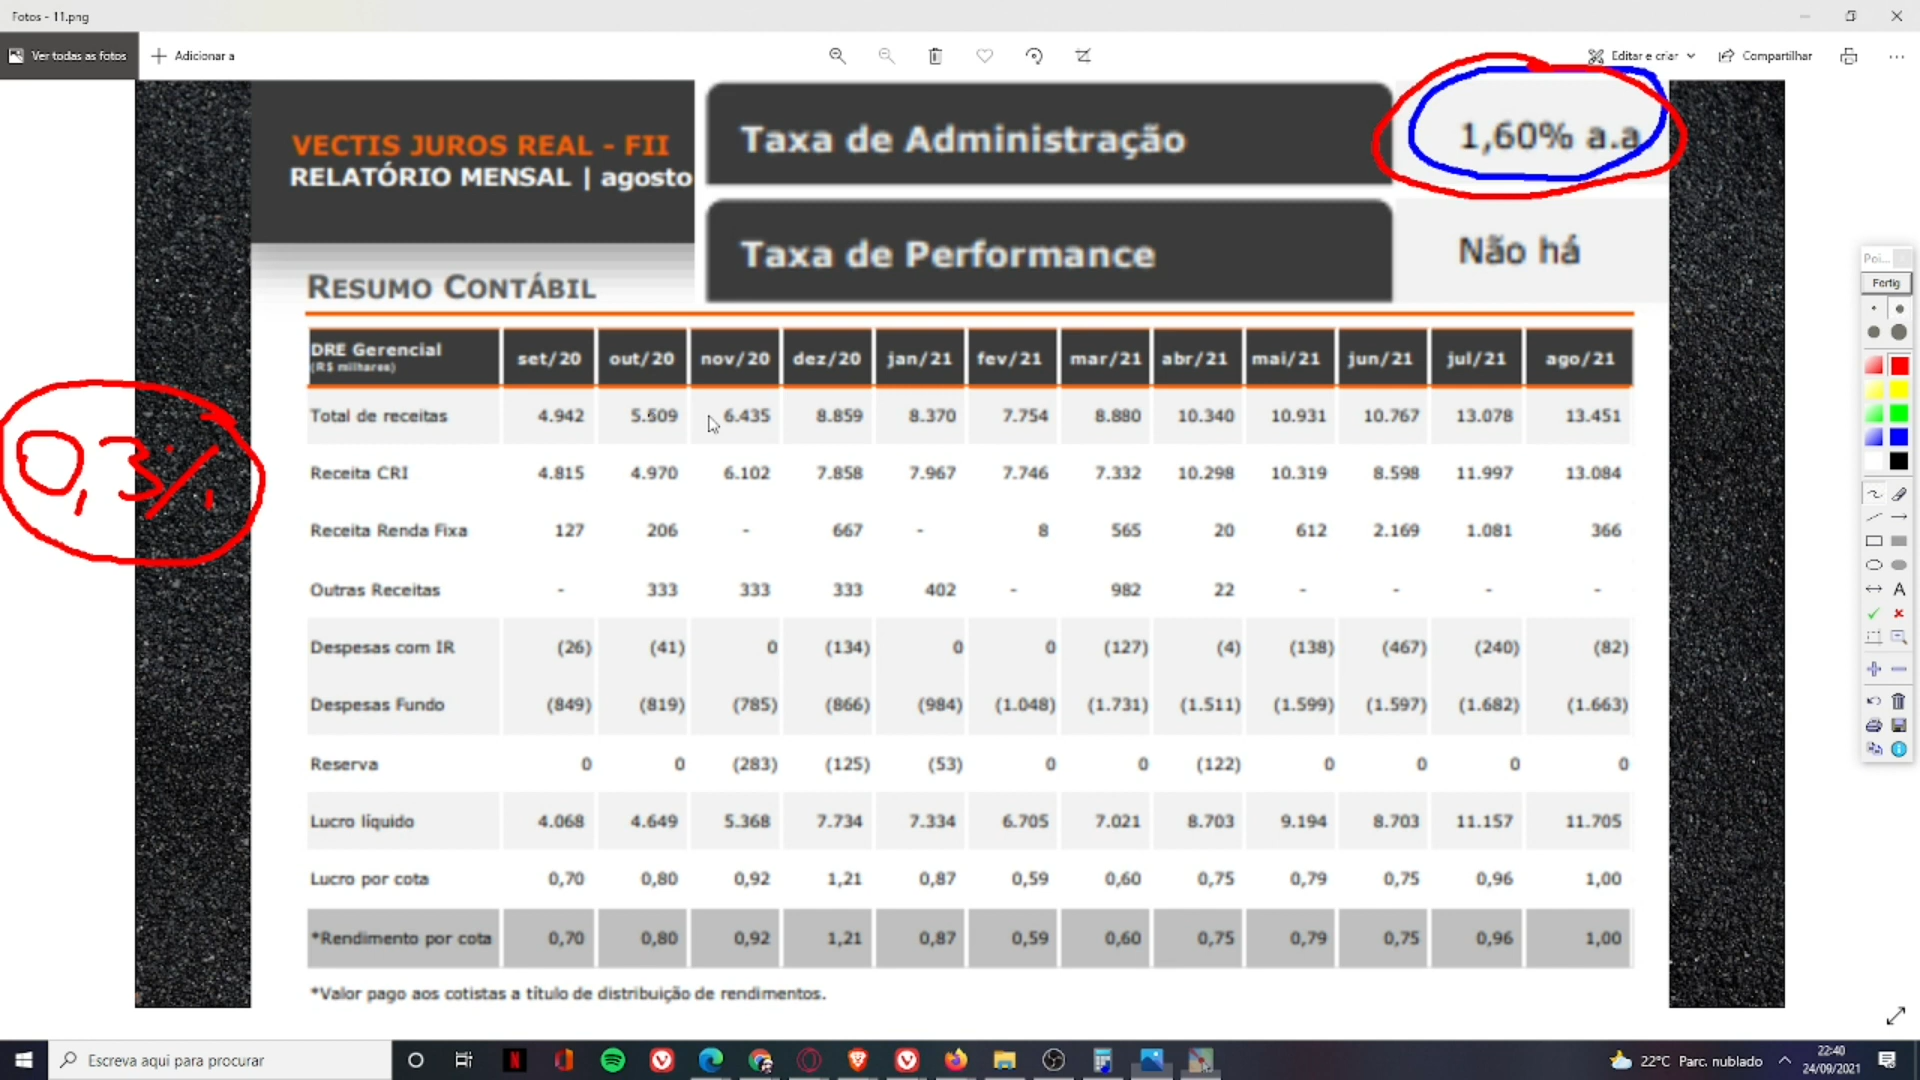 Fotos - 11.png
Ver todas as fotos
Adicionar a
Editar e criar
Compartilhar
VECTIS JUROS REAL - FII
RELATÓRIO MENSAL | agosto
Taxa de Administração 1,60% a.a
Taxa de Performance Não há
RESUMO CONTÁBIL
DRE Gerencial set/20 out/20 nov/20 dez/20 jan/21 fev/21 mar/21 abr/21 mai/21 jun/21 jul/21 ago/21
(R$ milhares)
Total de receitas 4.942 5.509 6.435 8.859 8.370 7.754 8.880 10.340 10.931 10.767 13.078 13.451
Receita CRI 4.815 4.970 6.102 7.858 7.967 7.746 7.332 10.298 10.319 8.598 11.997 13.084
Receita Renda Fixa 127 206 - 667 - 8 565 20 612 2.169 1.081 366
Outras Receitas - 333 333 333 402 - 982 22 - - - -
Despesas com IR (26) (41) 0 (134) 0 0 (127) (4) (138) (467) (240) (82)
Despesas Fundo (849) (819) (785) (866) (984) (1.048) (1.731) (1.511) (1.599) (1.597) (1.682) (1.663)
Reserva 0 0 (283) (125) (53) 0 0 (122) 0 0 0 0
Lucro líquido 4.068 4.649 5.368 7.734 7.334 6.705 7.021 8.703 9.194 8.703 11.157 11.705
Lucro por cota 0,70 0,80 0,92 1,21 0,87 0,59 0,60 0,75 0,79 0,75 0,96 1,00
*Rendimento por cota 0,70 0,80 0,92 1,21 0,87 0,59 0,60 0,75 0,79 0,75 0,96 1,00
*Valor pago aos cotistas a título de distribuição de rendimentos.
0,3%
Poi...
Fertig
A
Escreva aqui para procurar
22°C Parc. nublado
22:40
24/09/2021